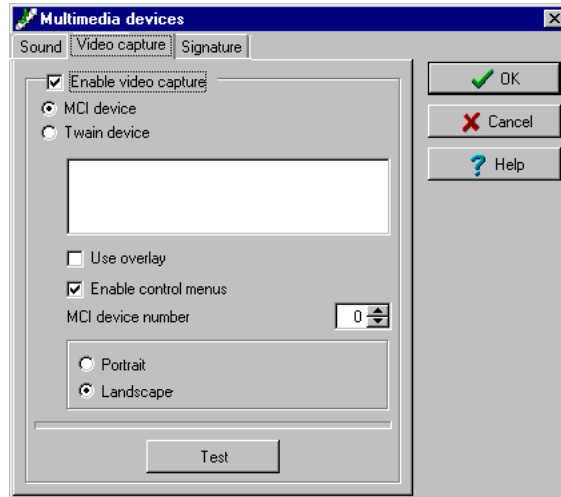 Multimedia devices
Sound Video capture Signature
Enable video capture
MCI device
Twain device
Use overlay
Enable control menus
MCI device number 0
Portrait
Landscape
Test
OK
Cancel
? Help